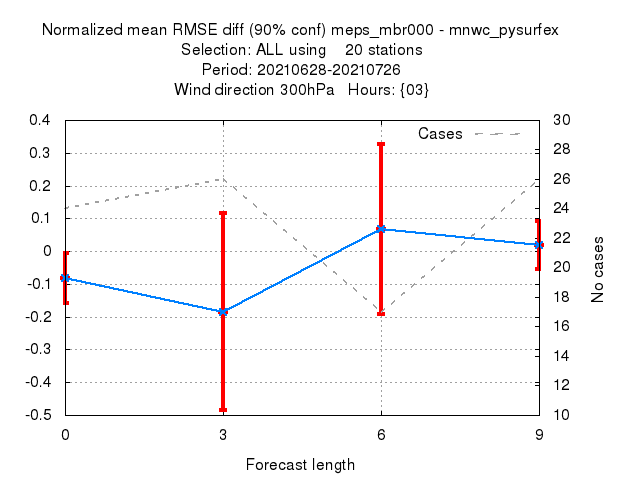 Normalized mean RMSE diff (90% conf) meps_mbr000 - mnwc_pysurfex
Selection: ALL using    20 stations
Period: 20210628-20210726
Wind direction 300hPa   Hours: {03}
Cases
0.4
0.3
0.2
0.1
0
-0.1
-0.2
-0.3
-0.4
-0.5
30
28
26
24
22
20
18
16
14
12
10
No cases
0 3 6 9
Forecast length